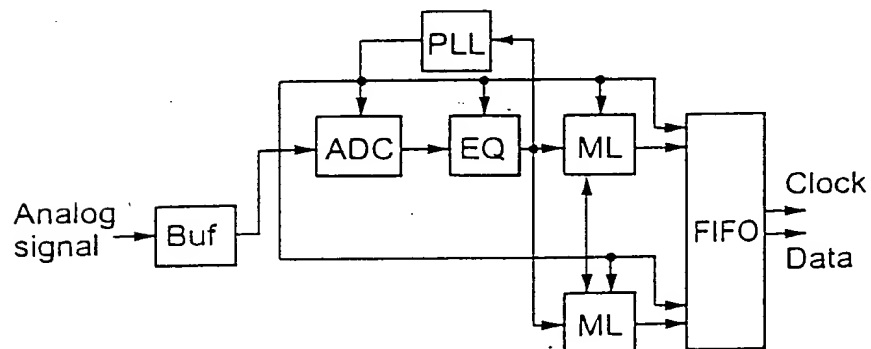 PLL
ADC
EQ
ML
Analog
signal
Buf
FIFO
Clock
Data
ML